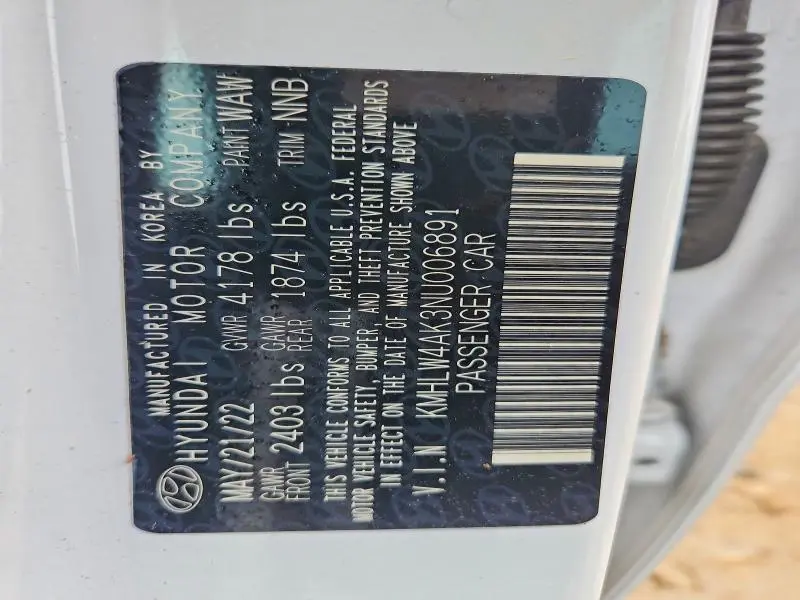 MANUFACTURED IN KOREA BY
HYUNDAI MOTOR COMPANY
MAY/21/22 GVWR 4178 lbs PAINT WAW
GAWR FRONT 2403 lbs GAWR REAR 1874 lbs TRIM NNB
THIS VEHICLE CONFORMS TO ALL APPLICABLE U.S.A. FEDERAL
MOTOR VEHICLE SAFETY, BUMPER, AND THEFT PREVENTION STANDARDS
IN EFFECT ON THE DATE OF MANUFACTURE SHOWN ABOVE
V.I.N KMHLW4AK3NU006891
PASSENGER CAR